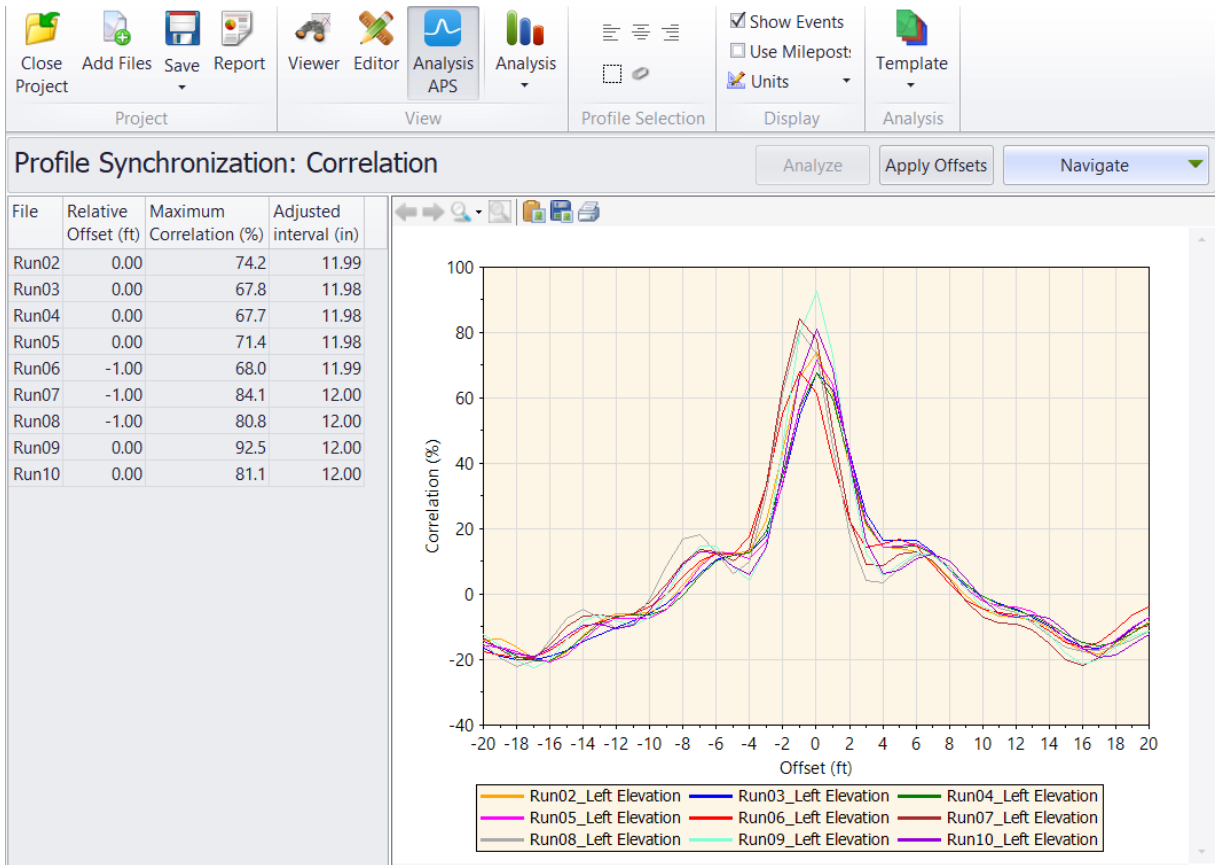 Close Project
Add Files
Save
Report
Viewer
Editor
Analysis APS
Analysis
Show Events
Use Milepost:
Units
Template
Project
View
Profile Selection
Display
Analysis
Profile Synchronization: Correlation
Analyze
Apply Offsets
Navigate
File Relative Offset (ft) Maximum Correlation (%) Adjusted interval (in)
Run02 0.00 74.2 11.99
Run03 0.00 67.8 11.98
Run04 0.00 67.7 11.98
Run05 0.00 71.4 11.98
Run06 -1.00 68.0 11.99
Run07 -1.00 84.1 12.00
Run08 -1.00 80.8 12.00
Run09 0.00 92.5 12.00
Run10 0.00 81.1 12.00
Correlation (%)
100
80
60
40
20
0
-20
-40
-20 -18 -16 -14 -12 -10 -8 -6 -4 -2 0 2 4 6 8 10 12 14 16 18 20
Offset (ft)
Run02_Left Elevation Run03_Left Elevation Run04_Left Elevation
Run05_Left Elevation Run06_Left Elevation Run07_Left Elevation
Run08_Left Elevation Run09_Left Elevation Run10_Left Elevation